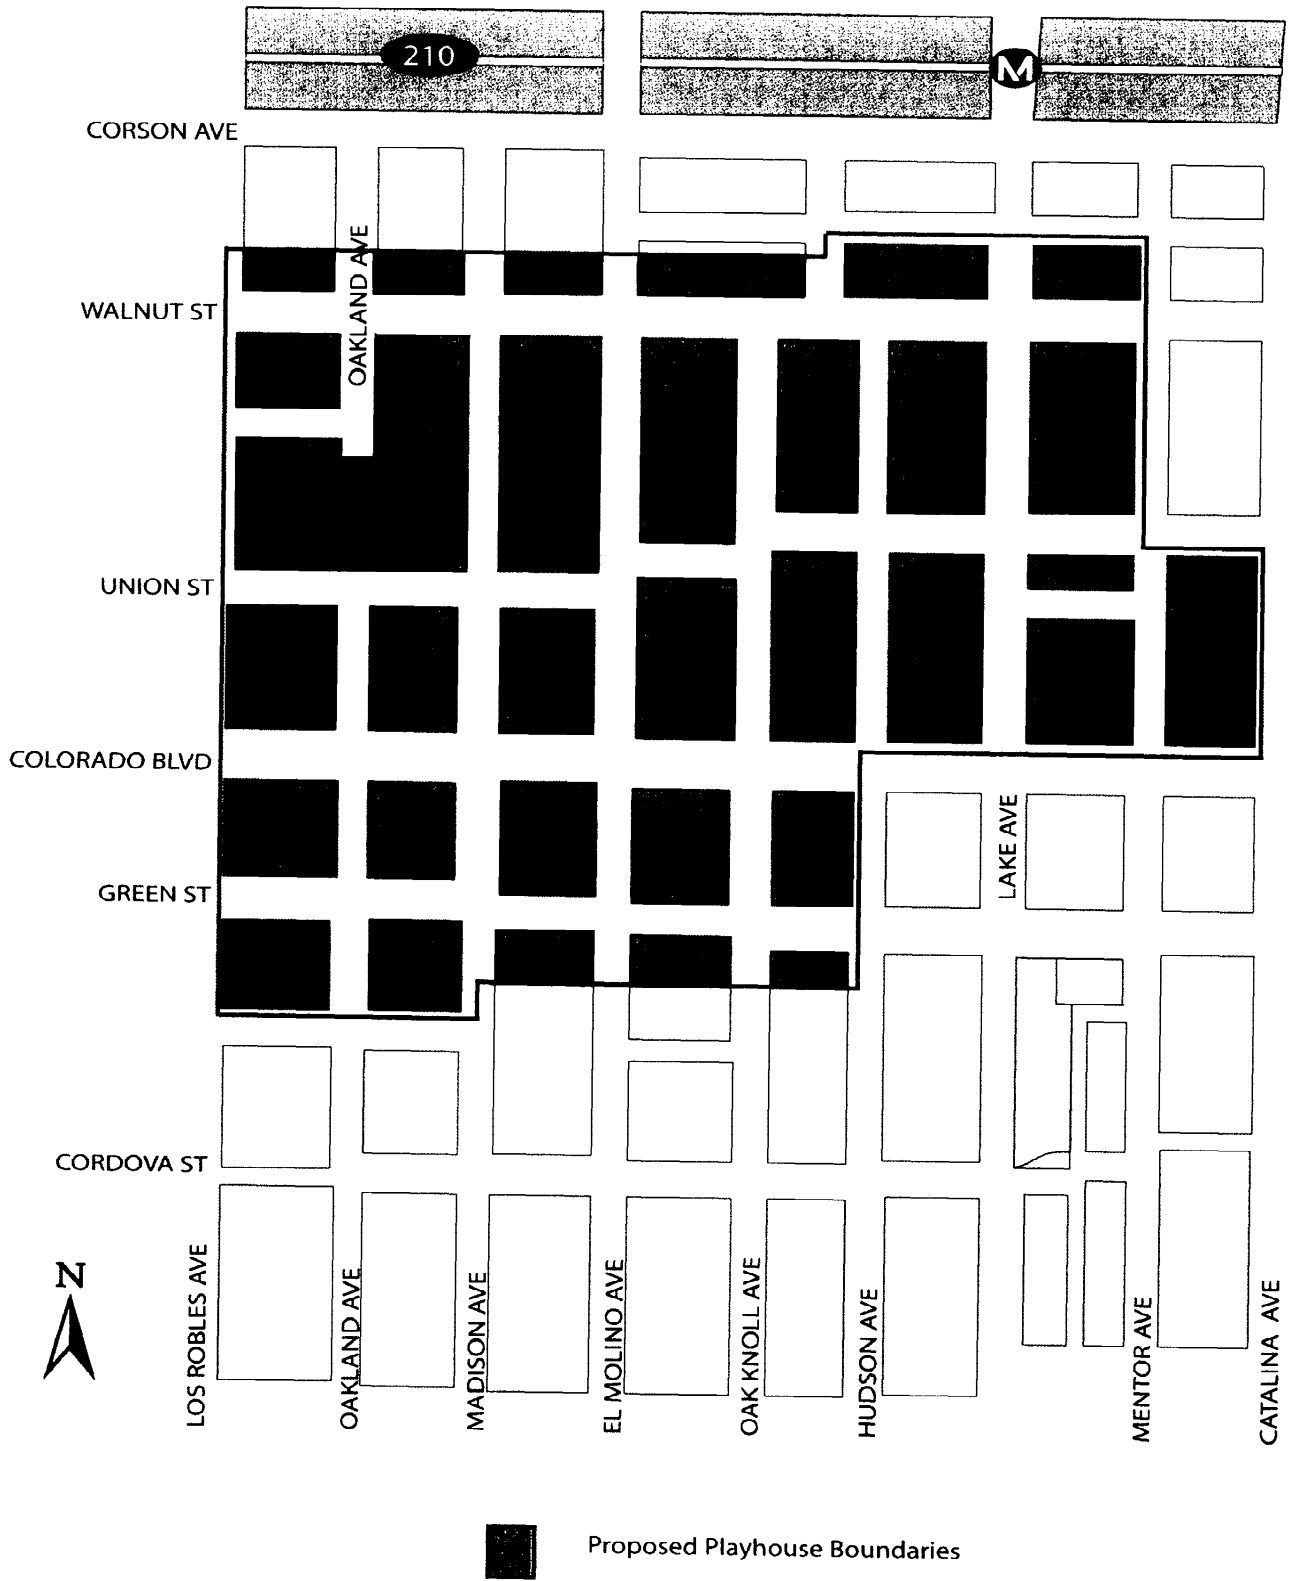 210
M
CORSON AVE
OAKLAND AVE
WALNUT ST
UNION ST
COLORADO BLVD
LAKE AVE
GREEN ST
CORDOVA ST
N
LOS ROBLES AVE
OAKLAND AVE
MADISON AVE
EL MOLINO AVE
OAK KNOLL AVE
HUDSON AVE
MENTOR AVE
CATALINA AVE
Proposed Playhouse Boundaries